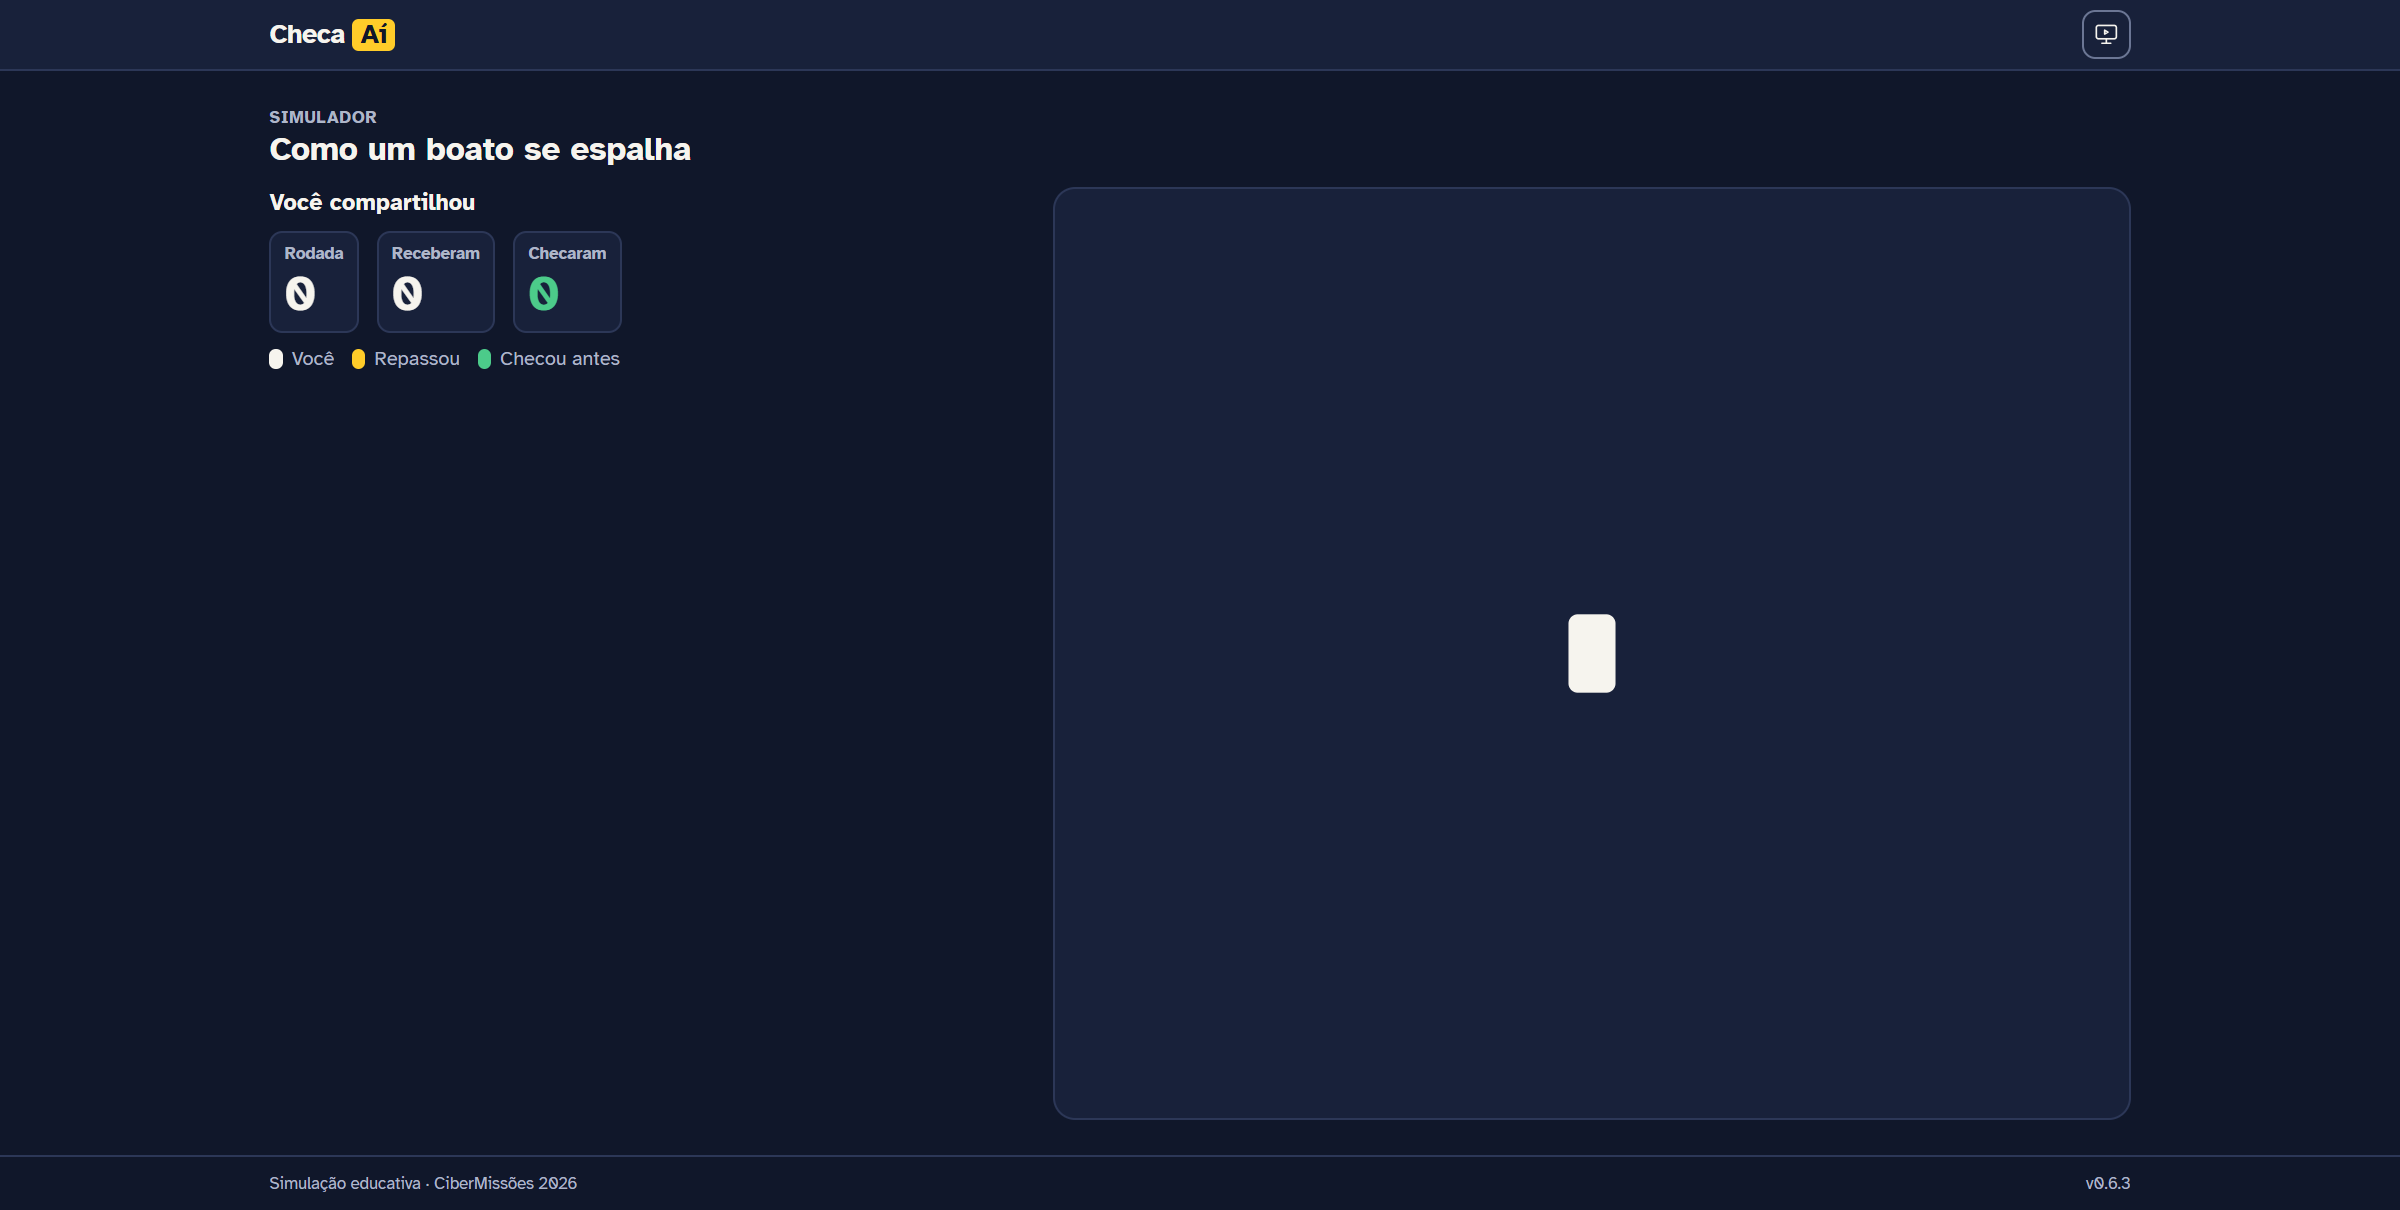 Checa Aí
SIMULADOR
Como um boato se espalha
Você compartilhou
Rodada Receberam Checaram
0 0 0
Você Repassou Checou antes
Simulação educativa · CiberMissões 2026
v0.6.3